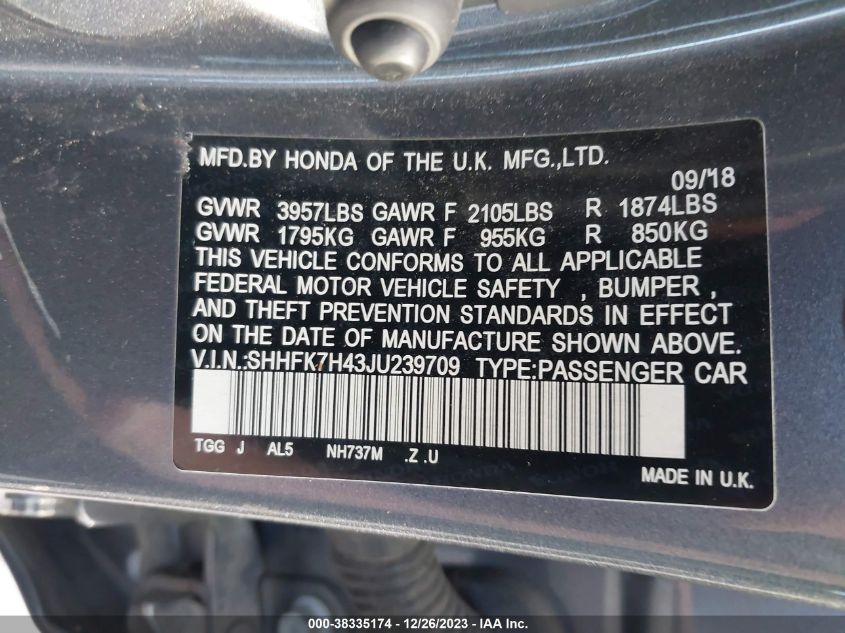 MFD.BY HONDA OF THE U.K. MFG.,LTD.
09/18
GVWR 3957LBS GAWR F 2105LBS R 1874LBS
GVWR 1795KG GAWR F 955KG R 850KG
THIS VEHICLE CONFORMS TO ALL APPLICABLE
FEDERAL MOTOR VEHICLE SAFETY , BUMPER ,
AND THEFT PREVENTION STANDARDS IN EFFECT
ON THE DATE OF MANUFACTURE SHOWN ABOVE.
V.I.N.:SHHFK7H43JU239709 TYPE:PASSENGER CAR
TGG J AL5 NH737M .Z .U
MADE IN U.K.
000-38335174 - 12/26/2023 - IAA Inc.